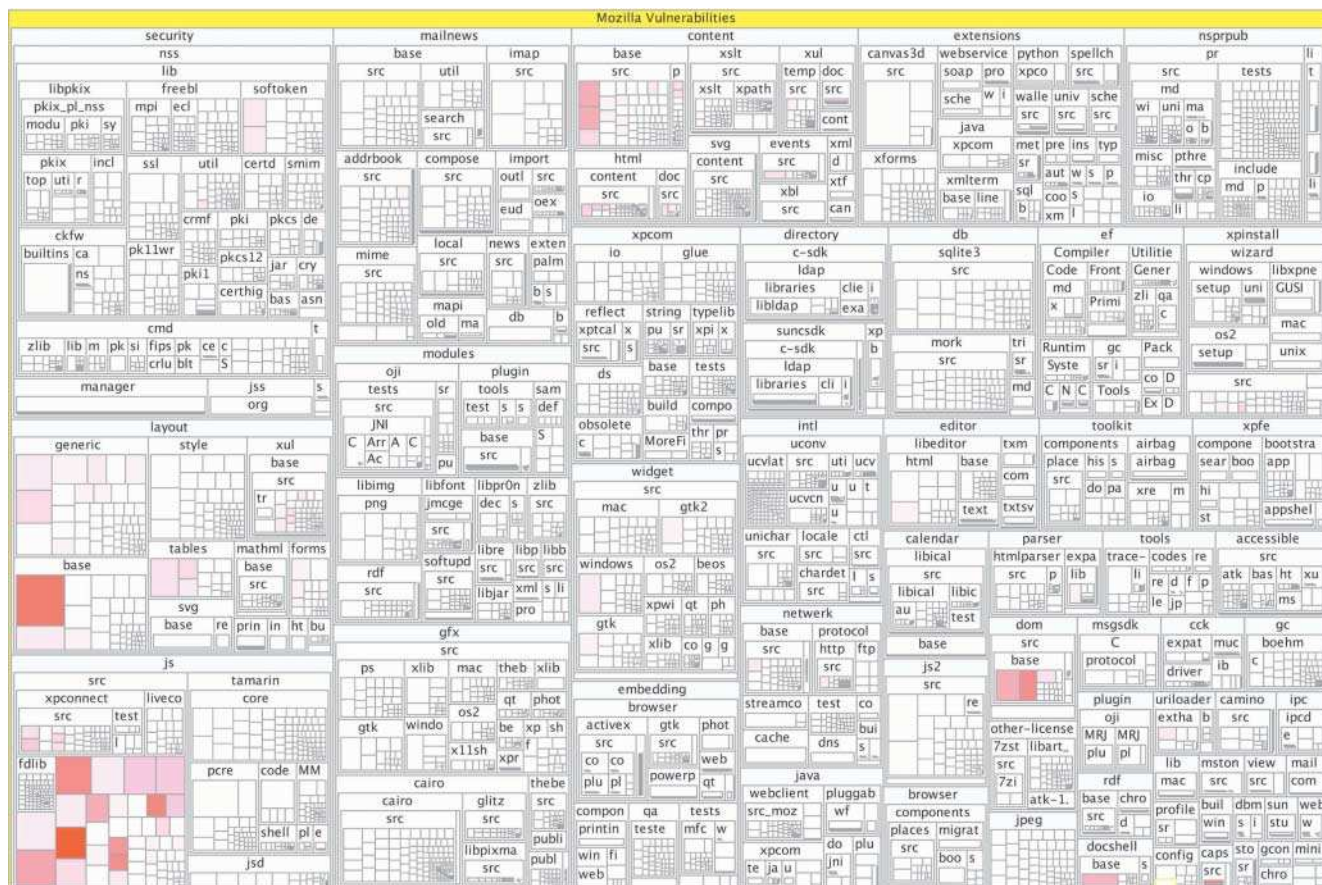 Mozilla Vulnerabilities
security
nss
lib
libpkix freebl softoken
pkix_pl_nss mpi ecl
modu pki sy
pkix incl ssl util certd smim
top uti r
crmf pki pkcs de
ckfw
builtins ca pk11wr pkcs12
ns pki1 jar cry
certhig bas asn
cmd t
zlib lib m pk si fips pk ce c
crlu blt S
manager jss s
org
mailnews
base imap
src util src
search
src
addrbook compose import
src src outl src
eud oex
local news exten
mime src src palm
src b s
mapi db b
old ma
content
base xslt xul
src p src temp doc
xslt xpath src src
cont
html svg events xml
content doc content src d
src src src xbl xtf
src can
extensions
canvas3d webservice python spellch
src soap pro xpco src
sche w i walle univ sche
src src src
java
xpcom met pre ins typ
xforms sr aut w s p
xmlterm sql coo s
base line b xm l
nsprpub
pr li
src tests t
md
wi uni ma
o b
misc pthre include
thr cp md p
io li li
xpcom
io glue
reflect string typelib
xptcal x pu sr xpi x
src s
ds base tests
build compo
obsolete thr pr
c MoreFi s
directory
c-sdk
ldap
libraries clie i
libldap exa
suncsdk xp
c-sdk b
ldap
libraries cli i
db
sqlite3
src
mork tri
src sr
md
ef
Compiler Utilitie
Code Front Gener
md
x Primi zli qa
c
Runtim gc Pack
Syste sr i co D
C N C Tools Ex D
xpinstall
wizard
windows libxpne
setup uni GUSI
os2 mac
setup unix
src
modules
oji plugin
tests sr tools sam
src test s s def
JNI S
C Arr A C base
Ac pu src
libimg libfont libpr0n zlib
png jmcge dec s src
src
libre libp libb
softupd src src src
rdf libjar xml s li
pro
layout
generic style xul
base
src
tr
tables mathml forms
base base
src
svg
base re prin in ht bu
widget
src
mac gtk2
windows os2 beos
xpwi qt ph
gtk
xlib co g g
intl
uconv
ucvlat src uti ucv
u u t
ucvcn u
unichar locale ctl
src src src
chardet l s
src
editor
libeditor txm
html base com
text txtsv
toolkit
components airbag
place his s airbag
src do pa xre m
xpfe
compone bootstra
sear boo app
hi
st appshel
calendar
libical
src
libical libic
au test
base
parser
htmlparser expa
src p lib
tools
trace- codes re
li re d f p
le jp
accessible
src
atk bas ht xu
ms
gfx
src
ps xlib mac theb xlib
os2 qt phot
gtk windo be xp sh
x11sh f
xpr
cairo thebe
cairo glitz src
src src publi
libpixma publ
src
js
src tamarin
xpconnect liveco core
src test
l
fdlib
pcre code MM
shell pl e
jsd
embedding
browser
activex gtk phot
src src web
co co
plu pl powerp qt
compon qa tests
printin teste mfc w
win fi
web
netwerk
base protocol
src http ftp
src
streamco test co
bui
cache dns s
java
webclient pluggab
src_moz wf
xpcom do plu
te ja u jni
js2
src
re
browser
components
places migrat
src boo s
dom
src
base
other-license
7zst libart_
src
7zi
atk-1.
jpeg
msgsdk
C
protocol
cck
expat muc
driver ib
gc
boehm
c
plugin
oji
MRJ MRJ
plu pl
uriloader camino ipc
extha b src ipcd
e
rdf
base chro
src d
docshell
base s
lib mston view mail
mac src src com
profile buil dbm sun web
sr win s i stu w
config caps sto gcon mini
src sr chro